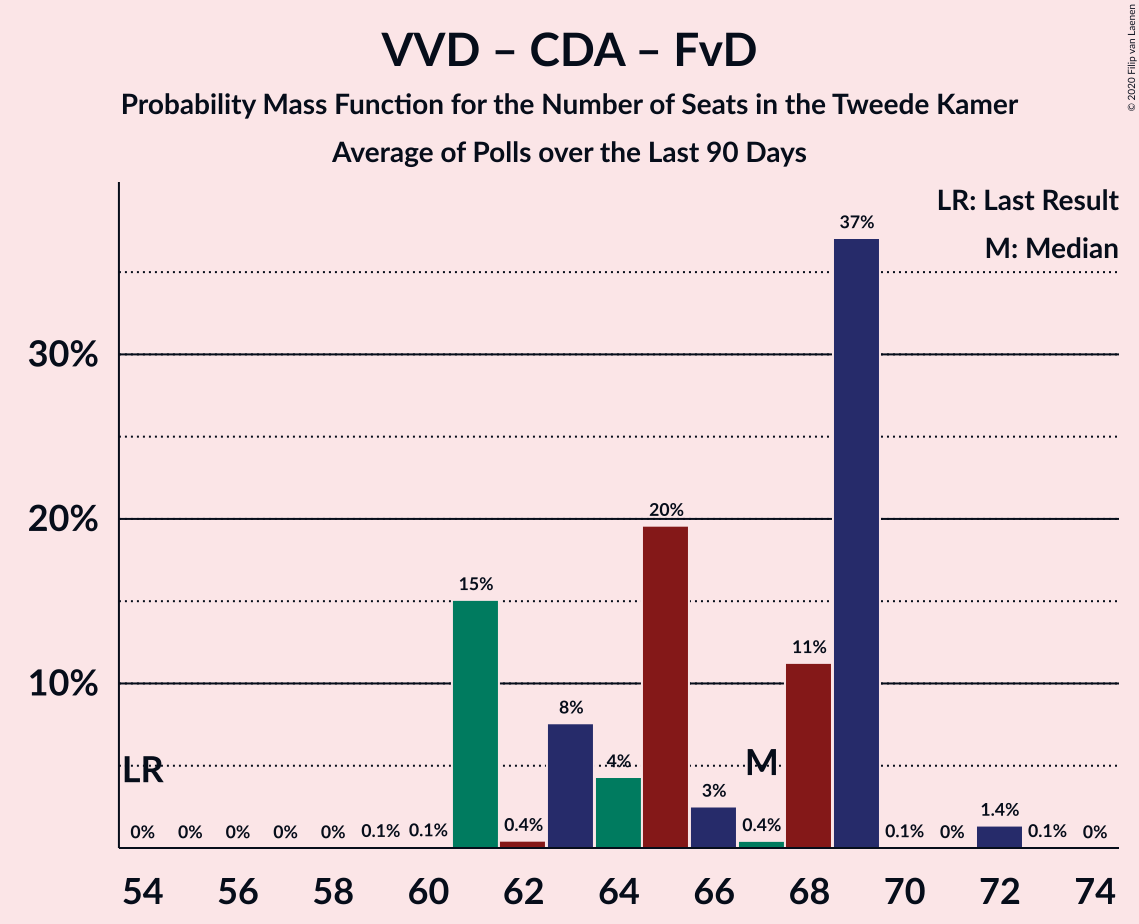 VVD – CDA – FvD
Probability Mass Function for the Number of Seats in the Tweede Kamer
Average of Polls over the Last 90 Days
© 2020 Filip van Laenen
LR: Last Result
M: Median
37%
30%
20%
20%
15%
11%
10%
8%
4%
3%
LR
M
0% 0% 0% 0% 0% 0.1% 0.1% 0.4% 0.4% 0.1% 0% 1.4% 0.1% 0%
54 56 58 60 62 64 66 68 70 72 74